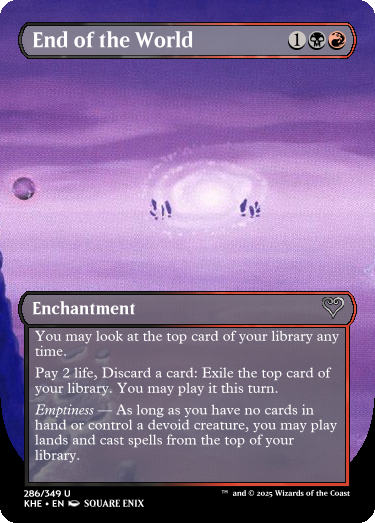 End of the World
1
Enchantment
You may look at the top card of your library any
time.
Pay 2 life, Discard a card: Exile the top card of
your library. You may play it this turn.
Emptiness — As long as you have no cards in
hand or control a devoid creature, you may play
lands and cast spells from the top of your
library.
286/349 U
KHE • EN SQUARE ENIX
™ and © 2025 Wizards of the Coast